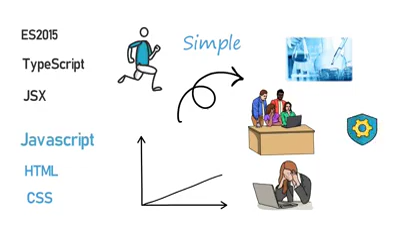 ES2015
TypeScript
JSX
Simple
Javascript
HTML
CSS